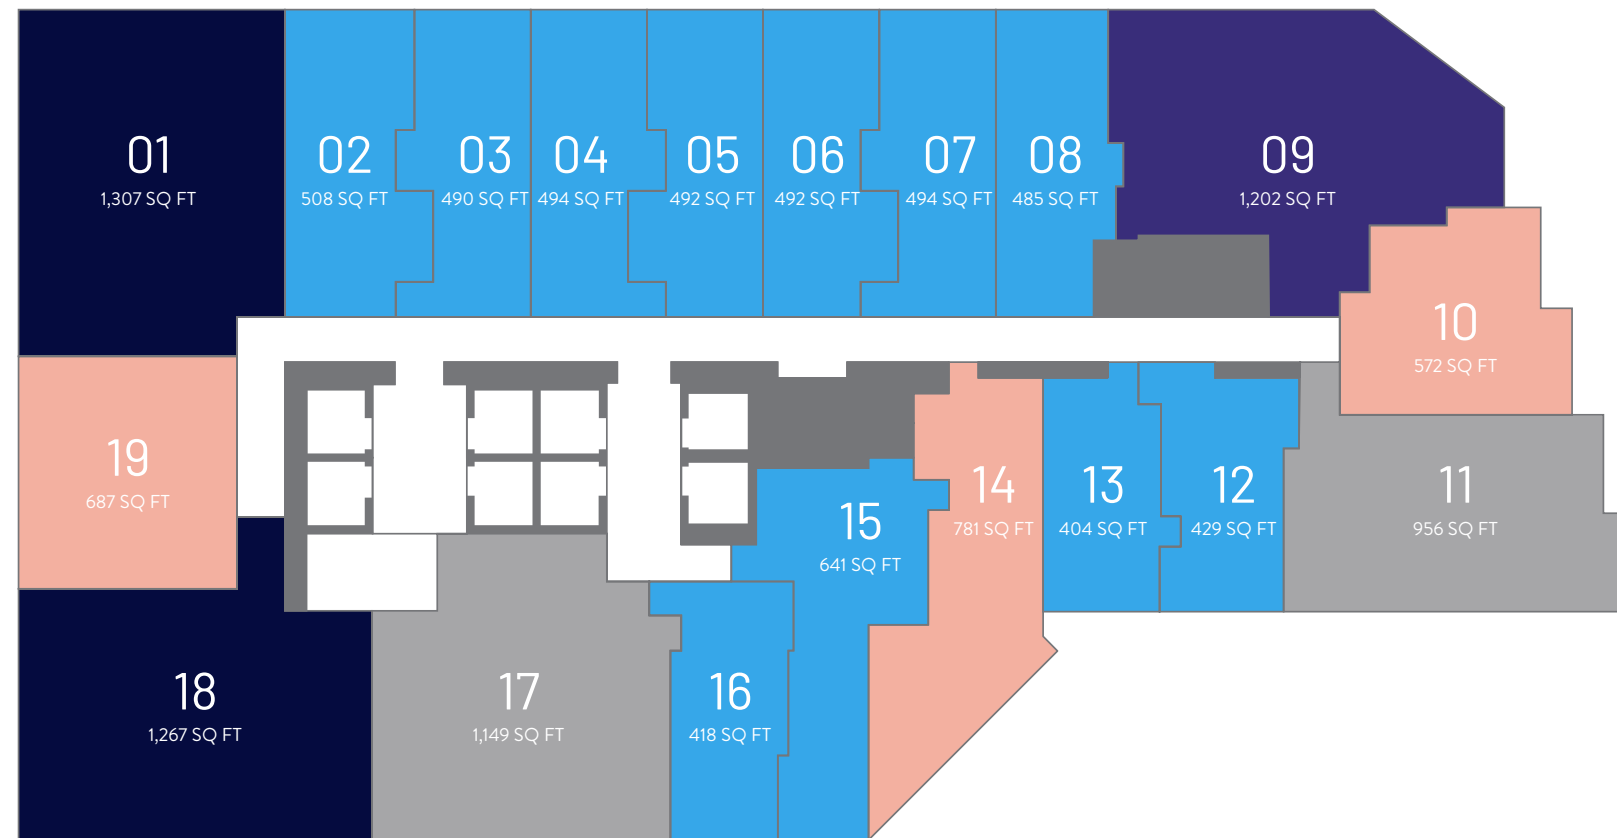 01
1,307 SQ FT
02
508 SQ FT
03
490 SQ FT
04
494 SQ FT
05
492 SQ FT
06
492 SQ FT
07
494 SQ FT
08
485 SQ FT
09
1,202 SQ FT
10
572 SQ FT
11
956 SQ FT
12
429 SQ FT
13
404 SQ FT
14
781 SQ FT
15
641 SQ FT
16
418 SQ FT
17
1,149 SQ FT
18
1,267 SQ FT
19
687 SQ FT